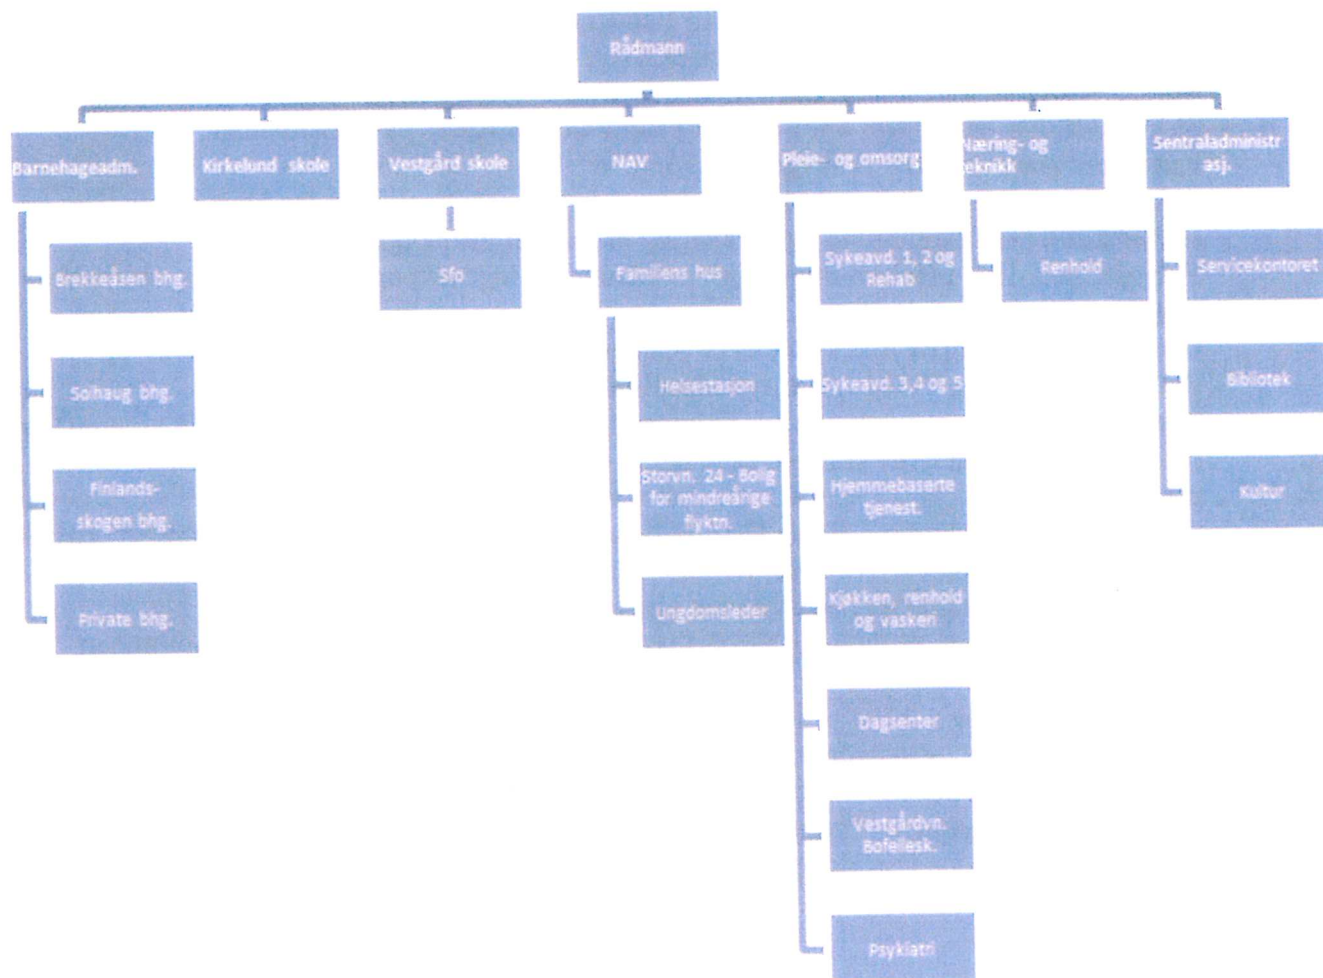 Rådmann
Barnehageadm.
Kirkelund skole
Vestgård skole
NAV
Pleie- og omsorg
Næring- og
teknikk
Sentraladministr
asj.
Brekkeåsen bhg.
Solhaug bhg.
Finlands-
skogen bhg.
Private bhg.
Sfo
Familiens hus
Helsestasjon
Storvn. 24 - Bolig
for mindreårige
flyktn.
Ungdomsleder
Sykeavd. 1, 2 og
Rehab
Sykeavd. 3,4 og 5
Hjemmebaserte
tjenest.
Kjøkken, renhold
og vaskeri
Dagsenter
Vestgårdvn.
Bofellesk.
Psykiatri
Renhold
Servicekontoret
Bibliotek
Kultur